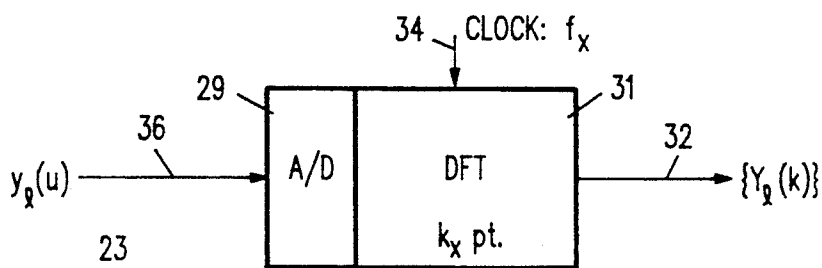 34 CLOCK: fₓ
29
31
36
32
yℓ(u)
A/D
DFT
{Yℓ(k)}
23
kₓ pt.